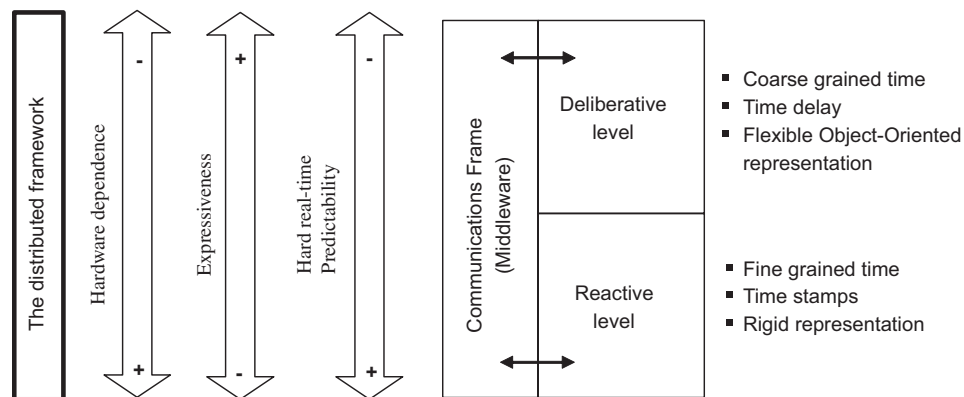 The distributed framework
Hardware dependence
-
+
Expressiveness
+
-
Hard real-time
Predictability
-
+
Communications Frame
(Middleware)
Deliberative
level
▪ Coarse grained time
▪ Time delay
▪ Flexible Object-Oriented
representation
Reactive
level
▪ Fine grained time
▪ Time stamps
▪ Rigid representation